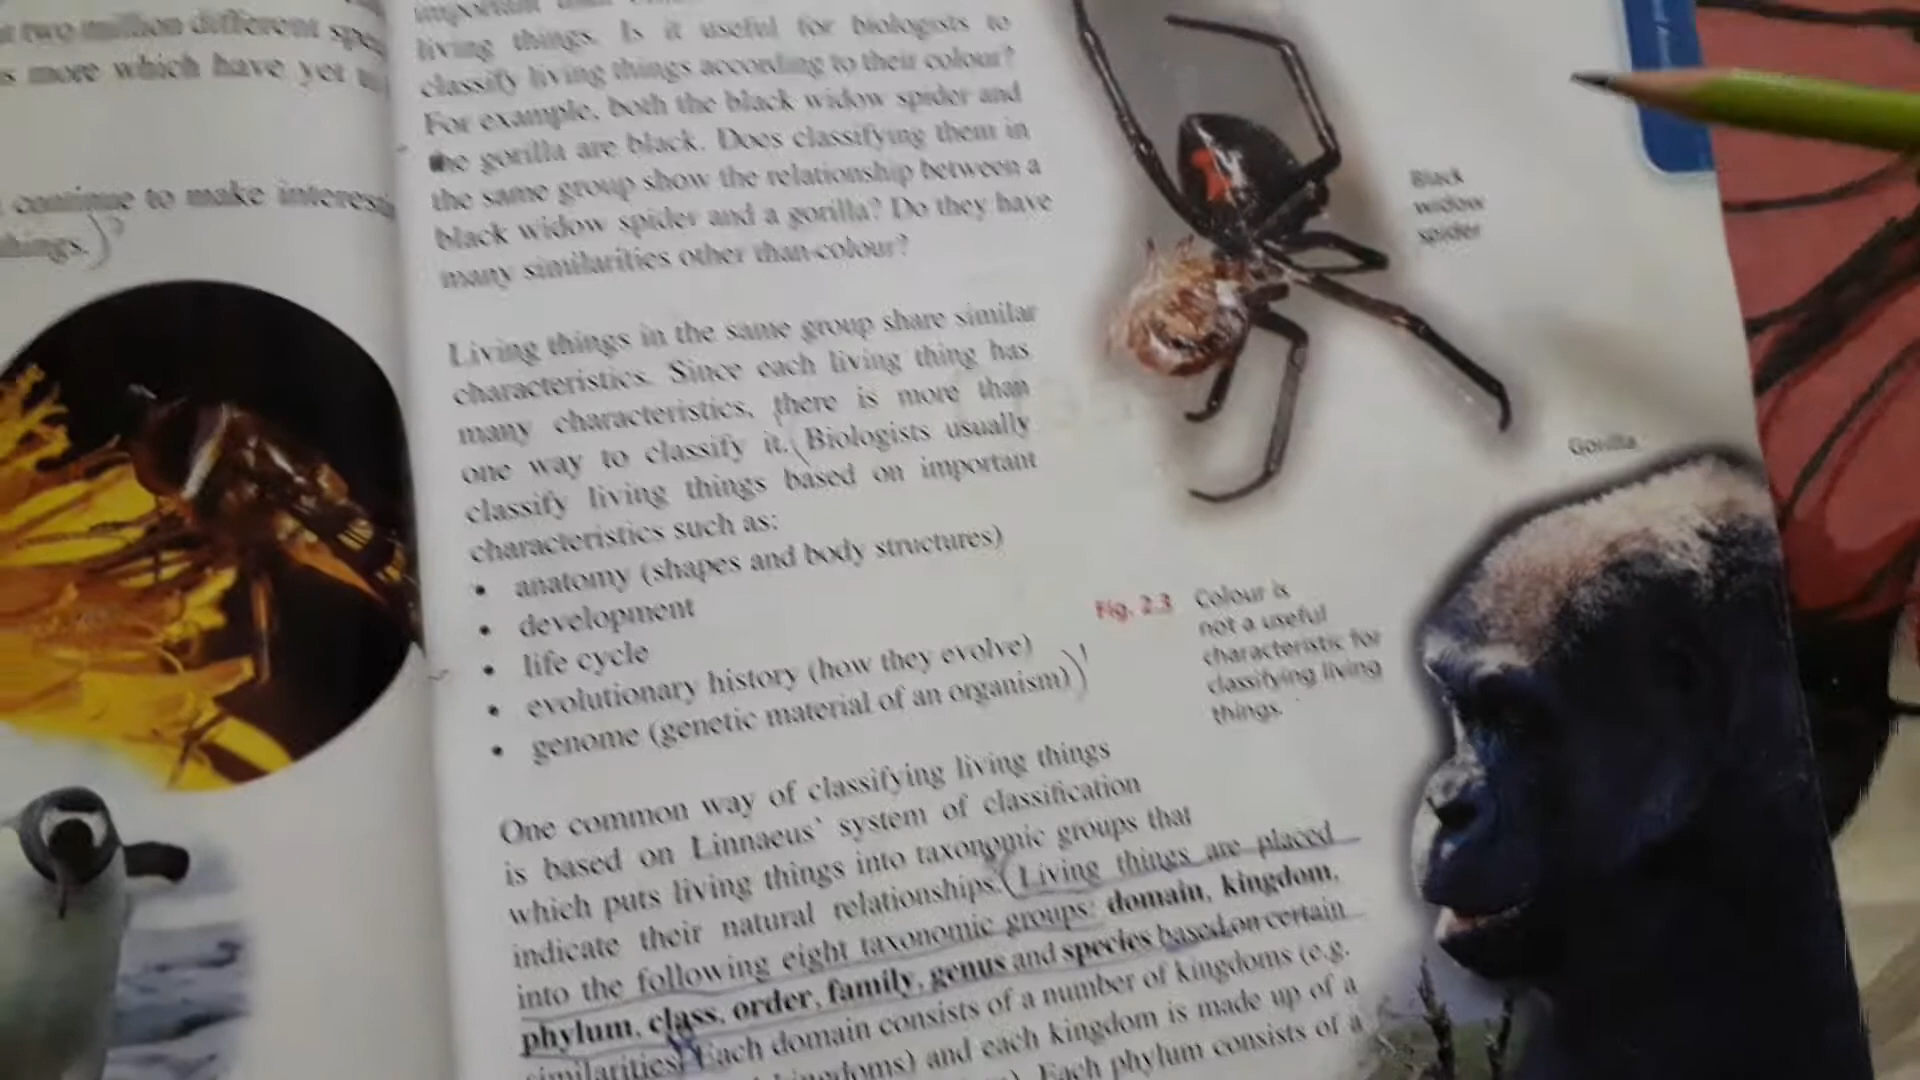 two million different
s more which have yet
continue to make
things.)
2
living things. Is it useful for biologists to
classify living things according to their colour?
For example, both the black widow spider and
the gorilla are black. Does classifying them in
the same group show the relationship between a
black widow spider and a gorilla? Do they have
many similarities other than colour?
Living things in the same group share similar
characteristics. Since each living thing has
many characteristics, there is more than
one way to classify it. (Biologists usually
classify living things based on important
characteristics such as:
• anatomy (shapes and body structures)
• development
• life cycle
• evolutionary history (how they evolve)
• genome (genetic material of an organism))
1
One common way of classifying living things
is based on Linnaeus' system of classification
which puts living things into taxonomic groups that
indicate their natural relationships. (Living things are placed
into the following eight taxonomic groups: domain, kingdom,
phylum, class, order, family, genus and species based on certain
similarities. Each domain consists of a number of kingdoms (e.g.
kingdoms) and each kingdom is made up of a
Each phylum consists of a
Black
widow
spider
Gorilla
Fig. 2.3 Colour is
not a useful
characteristic for
classifying living
things.